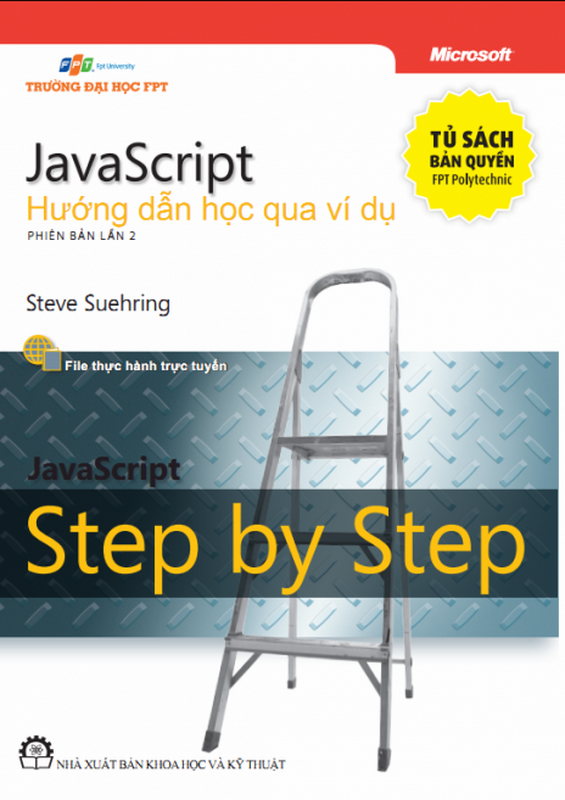 FPT Fpt University
TRƯỜNG ĐẠI HỌC FPT
Microsoft
TỦ SÁCH
BẢN QUYỀN
FPT Polytechnic
JavaScript
Hướng dẫn học qua ví dụ
PHIÊN BẢN LẦN 2
Steve Suehring
File thực hành trực tuyến
JavaScript
Step by Step
NHÀ XUẤT BẢN KHOA HỌC VÀ KỸ THUẬT